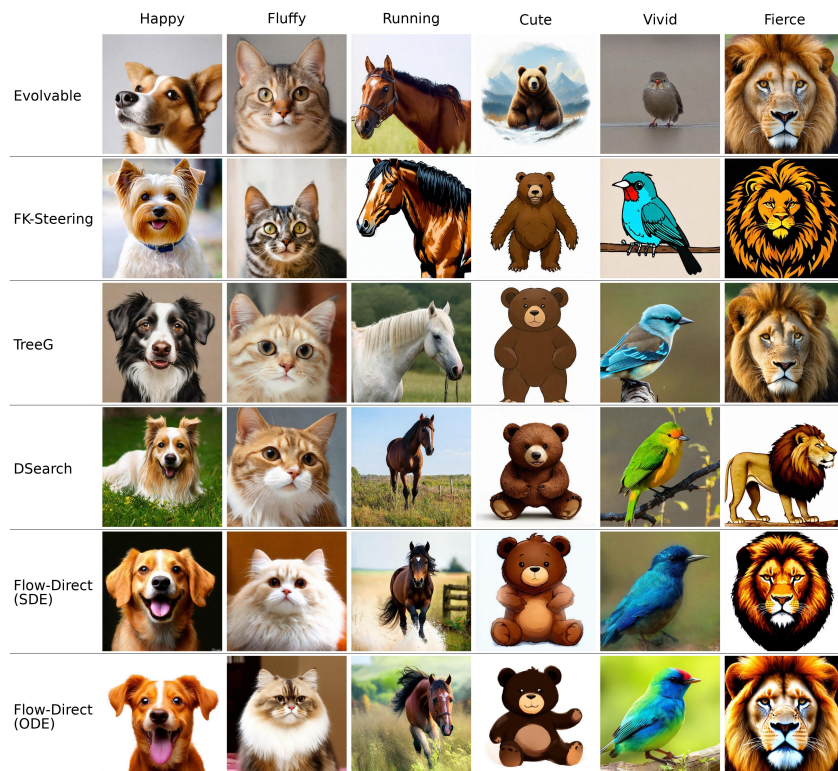 Happy Fluffy Running Cute Vivid Fierce
Evolvable
FK-Steering
TreeG
DSearch
Flow-Direct
(SDE)
Flow-Direct
(ODE)